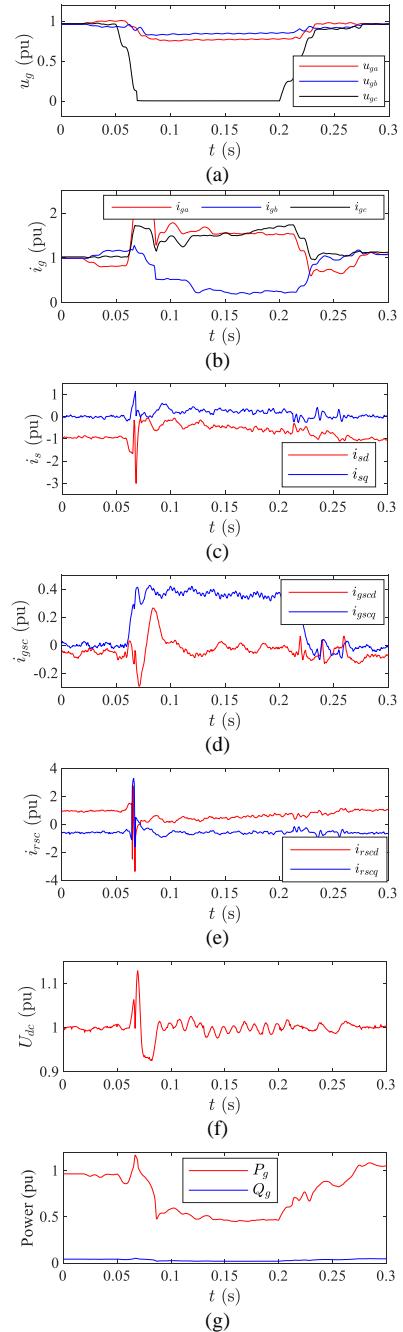 1
0.5
0
u_g (pu)
u_ga
u_gb
u_gc
0 0.05 0.1 0.15 0.2 0.25 0.3
t (s)
(a)
2
1
0
i_g (pu)
i_ga i_gb i_gc
0 0.05 0.1 0.15 0.2 0.25 0.3
t (s)
(b)
1
0
-1
-2
-3
i_s (pu)
i_sd
i_sq
0 0.05 0.1 0.15 0.2 0.25 0.3
t (s)
(c)
0.4
0.2
0
-0.2
i_gsc (pu)
i_gscd
i_gscq
0 0.05 0.1 0.15 0.2 0.25 0.3
t (s)
(d)
4
2
0
-2
-4
i_rsc (pu)
i_rscd
i_rscq
0 0.05 0.1 0.15 0.2 0.25 0.3
t (s)
(e)
1.1
1
0.9
U_dc (pu)
0 0.05 0.1 0.15 0.2 0.25 0.3
t (s)
(f)
1
0.5
0
Power (pu)
P_g
Q_g
0 0.05 0.1 0.15 0.2 0.25 0.3
t (s)
(g)